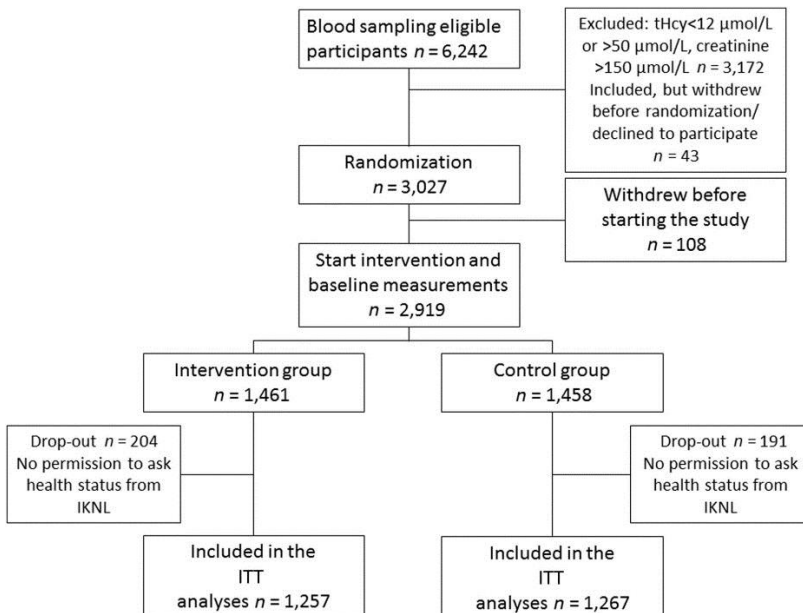 Blood sampling eligible
participants n = 6,242
Excluded: tHcy<12 µmol/L
or >50 µmol/L, creatinine
>150 µmol/L n = 3,172
Included, but withdrew
before randomization/
declined to participate
n = 43
Randomization
n = 3,027
Withdrew before
starting the study
n = 108
Start intervention and
baseline measurements
n = 2,919
Intervention group
n = 1,461
Control group
n = 1,458
Drop-out n = 204
No permission to ask
health status from
IKNL
Drop-out n = 191
No permission to ask
health status from
IKNL
Included in the
ITT
analyses n = 1,257
Included in the
ITT
analyses n = 1,267